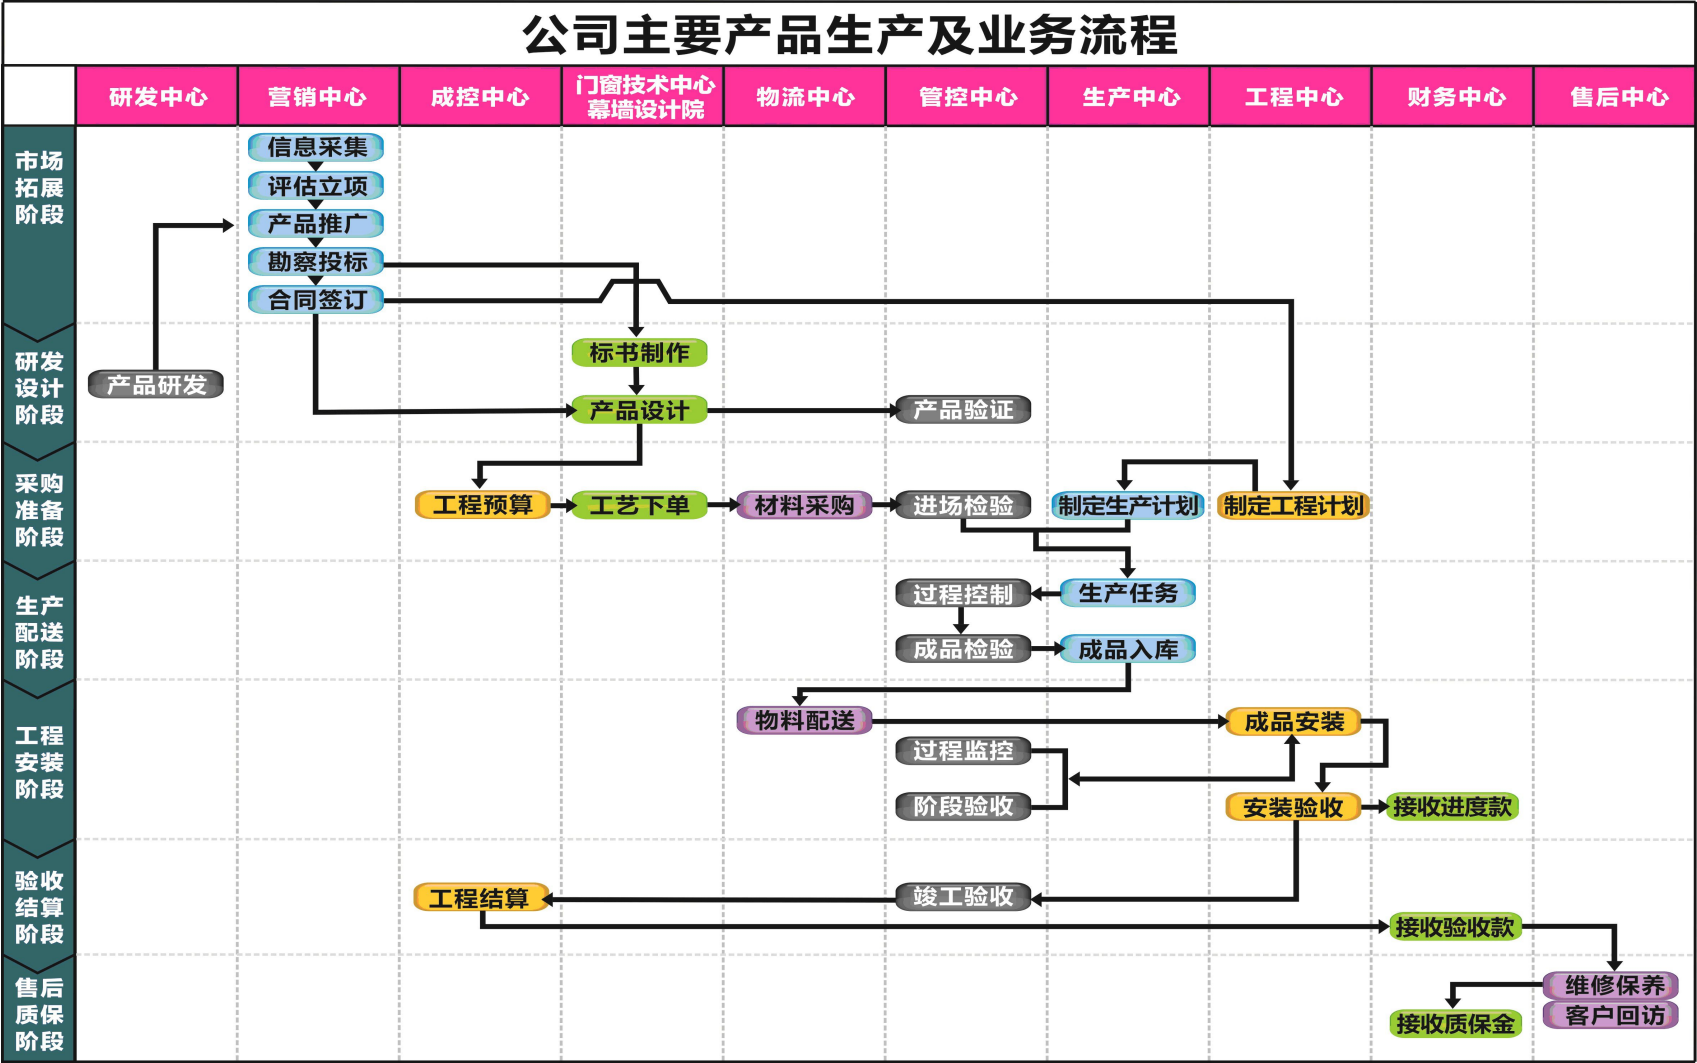 公司主要产品生产及业务流程
研发中心
营销中心
成控中心
门窗技术中心
幕墙设计院
物流中心
管控中心
生产中心
工程中心
财务中心
售后中心
市场
拓展
阶段
信息采集
评估立项
产品推广
勘察投标
合同签订
研发
设计
阶段
产品研发
标书制作
产品设计
产品验证
采购
准备
阶段
工程预算
工艺下单
材料采购
进场检验
制定生产计划
制定工程计划
生产
配送
阶段
过程控制
生产任务
成品检验
成品入库
工程
安装
阶段
物料配送
成品安装
过程监控
阶段验收
安装验收
接收进度款
验收
结算
阶段
工程结算
竣工验收
接收验收款
售后
质保
阶段
维修保养
客户回访
接收质保金